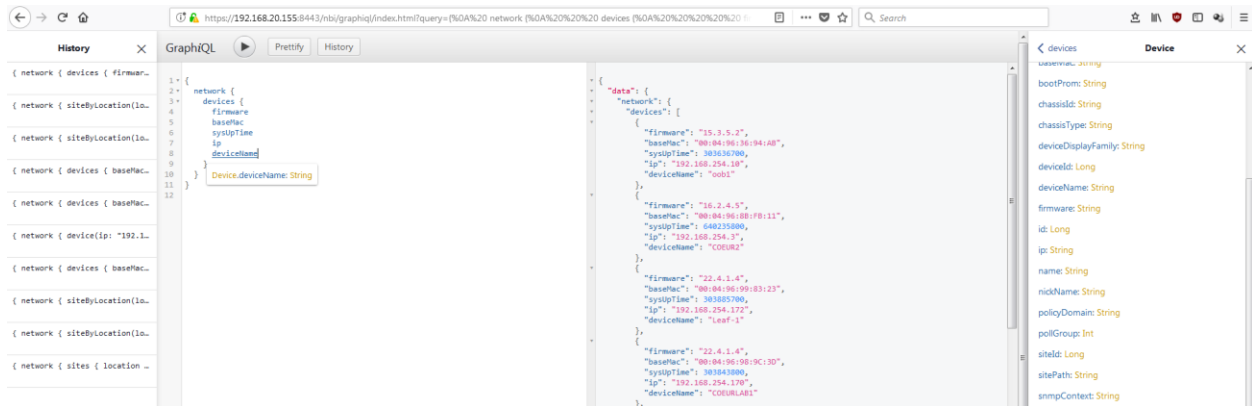 https://192.168.20.155:8443/nbi/graphiql/index.html?query=(%0A%20 network (%0A%20%20%20 devices (%0A%20%20%20%20%20
Search
History
{ network { devices { firmwar…
{ network { siteByLocation(lo…
{ network { siteByLocation(lo…
{ network { devices { baseMac…
{ network { devices { baseMac…
{ network { device(ip: "192.1…
{ network { devices { baseMac…
{ network { siteByLocation(lo…
{ network { siteByLocation(lo…
{ network { sites { location …
GraphiQL
Prettify
History
1 {
2 network {
3 devices {
4 firmware
5 baseMac
6 sysUpTime
7 ip
8 deviceName
9 }
10 }
11 }
12
Device.deviceName: String
{
"data": {
"network": {
"devices": [
{
"firmware": "15.3.5.2",
"baseMac": "00:04:96:36:94:AB",
"sysUpTime": 303636700,
"ip": "192.168.254.10",
"deviceName": "oob1"
},
{
"firmware": "16.2.4.5",
"baseMac": "00:04:96:8B:FB:11",
"sysUpTime": 640235800,
"ip": "192.168.254.3",
"deviceName": "COEUR2"
},
{
"firmware": "22.4.1.4",
"baseMac": "00:04:96:99:83:23",
"sysUpTime": 303885700,
"ip": "192.168.254.172",
"deviceName": "Leaf-1"
},
{
"firmware": "22.4.1.4",
"baseMac": "00:04:96:98:9C:3D",
"sysUpTime": 303843800,
"ip": "192.168.254.170",
"deviceName": "COEURLAB1"
},
devices
Device
baseMac: String
bootProm: String
chassisId: String
chassisType: String
deviceDisplayFamily: String
deviceId: Long
deviceName: String
firmware: String
id: Long
ip: String
name: String
nickName: String
policyDomain: String
pollGroup: Int
siteId: Long
sitePath: String
snmpContext: String